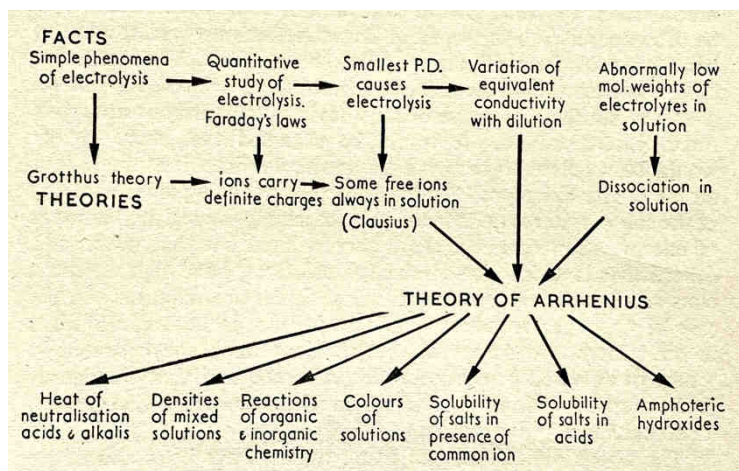 FACTS
Simple phenomena
of electrolysis
Quantitative
study of
electrolysis.
Faraday's laws
Smallest P.D.
causes
electrolysis
Variation of
equivalent
conductivity
with dilution
Abnormally low
mol. weights of
electrolytes in
solution
Grotthus theory
THEORIES
ions carry
definite charges
Some free ions
always in solution
(Clausius)
Dissociation in
solution
THEORY OF ARRHENIUS
Heat of
neutralisation
acids & alkalis
Densities
of mixed
solutions
Reactions
of organic
& inorganic
chemistry
Colours
of
solutions
Solubility
of salts in
presence of
common ion
Solubility
of salts in
acids
Amphoteric
hydroxides